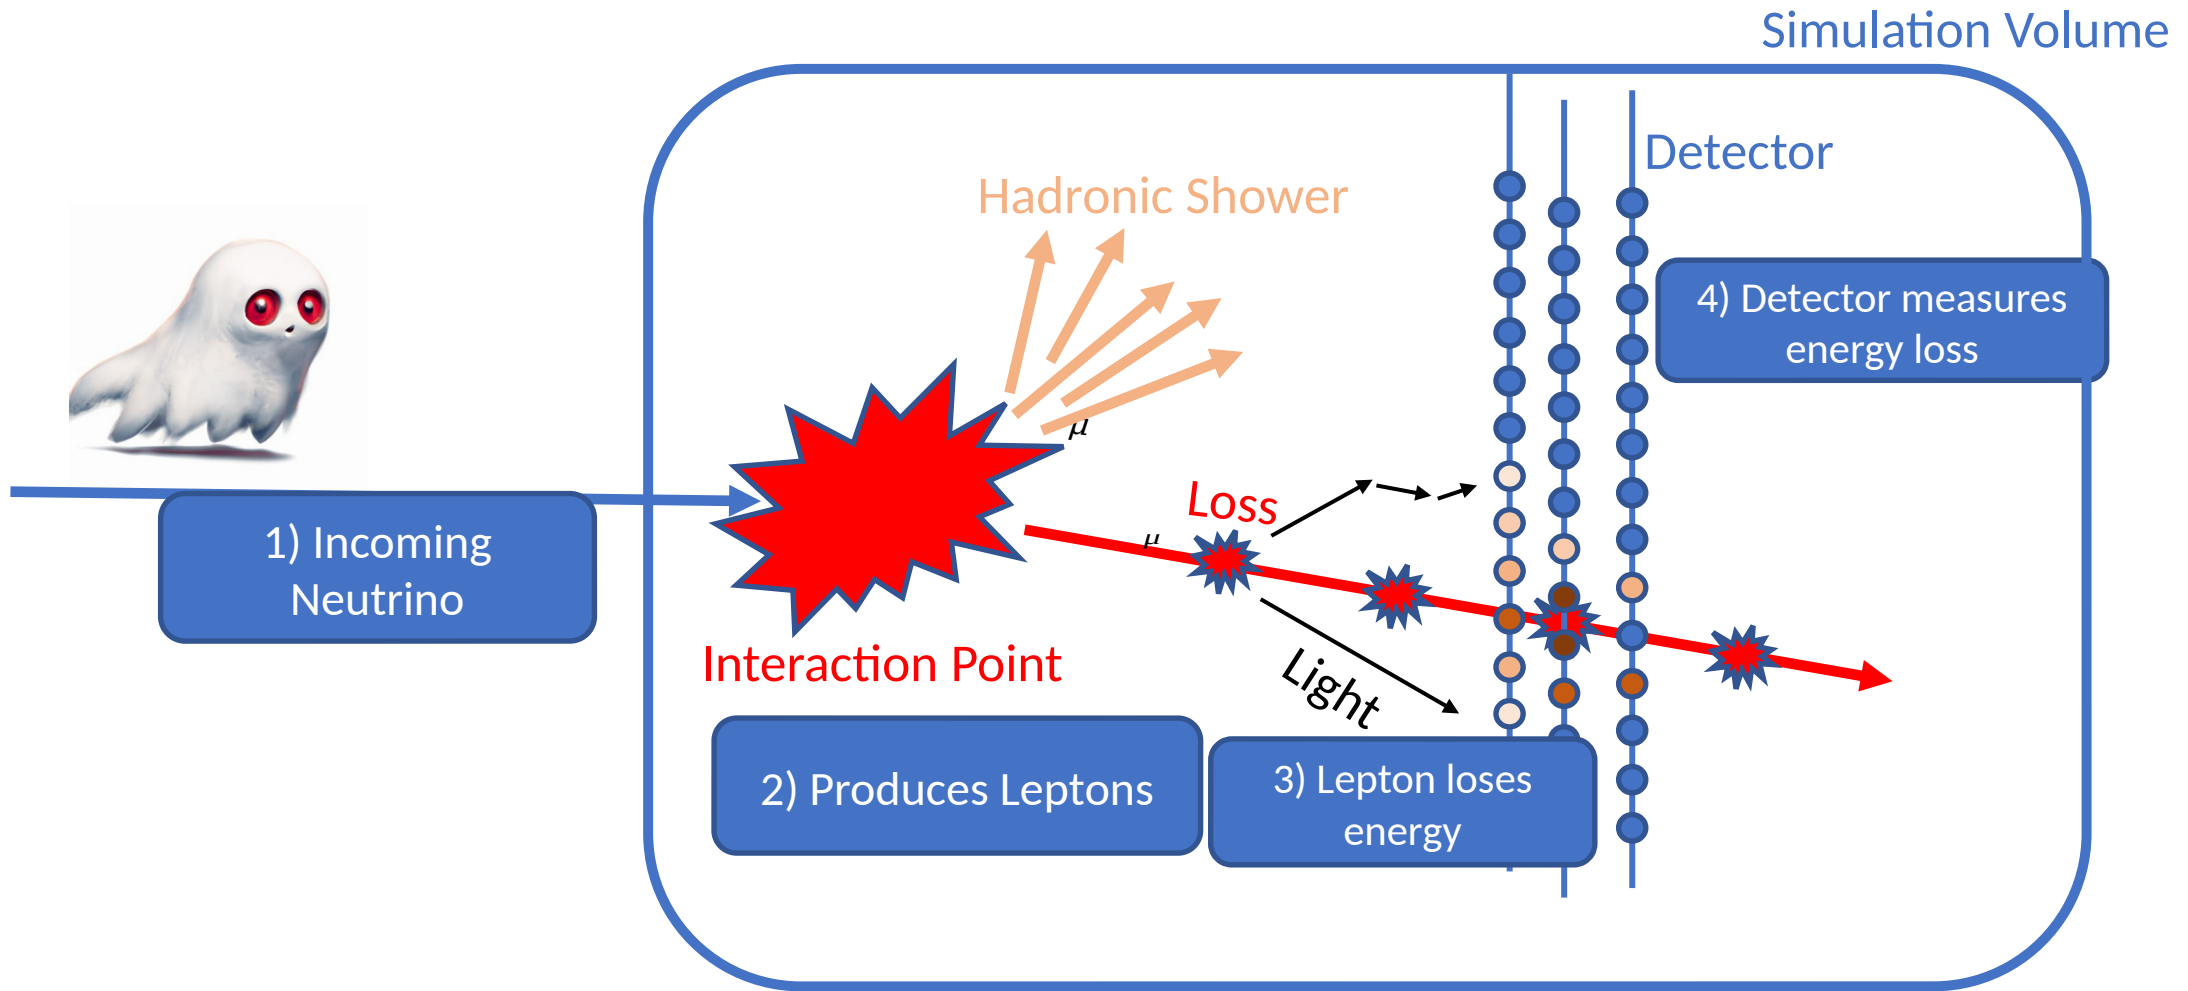 Simulation Volume
Detector
Hadronic Shower
4) Detector measures
energy loss
μ
Loss
μ
1) Incoming
Neutrino
Interaction Point
Light
2) Produces Leptons
3) Lepton loses
energy